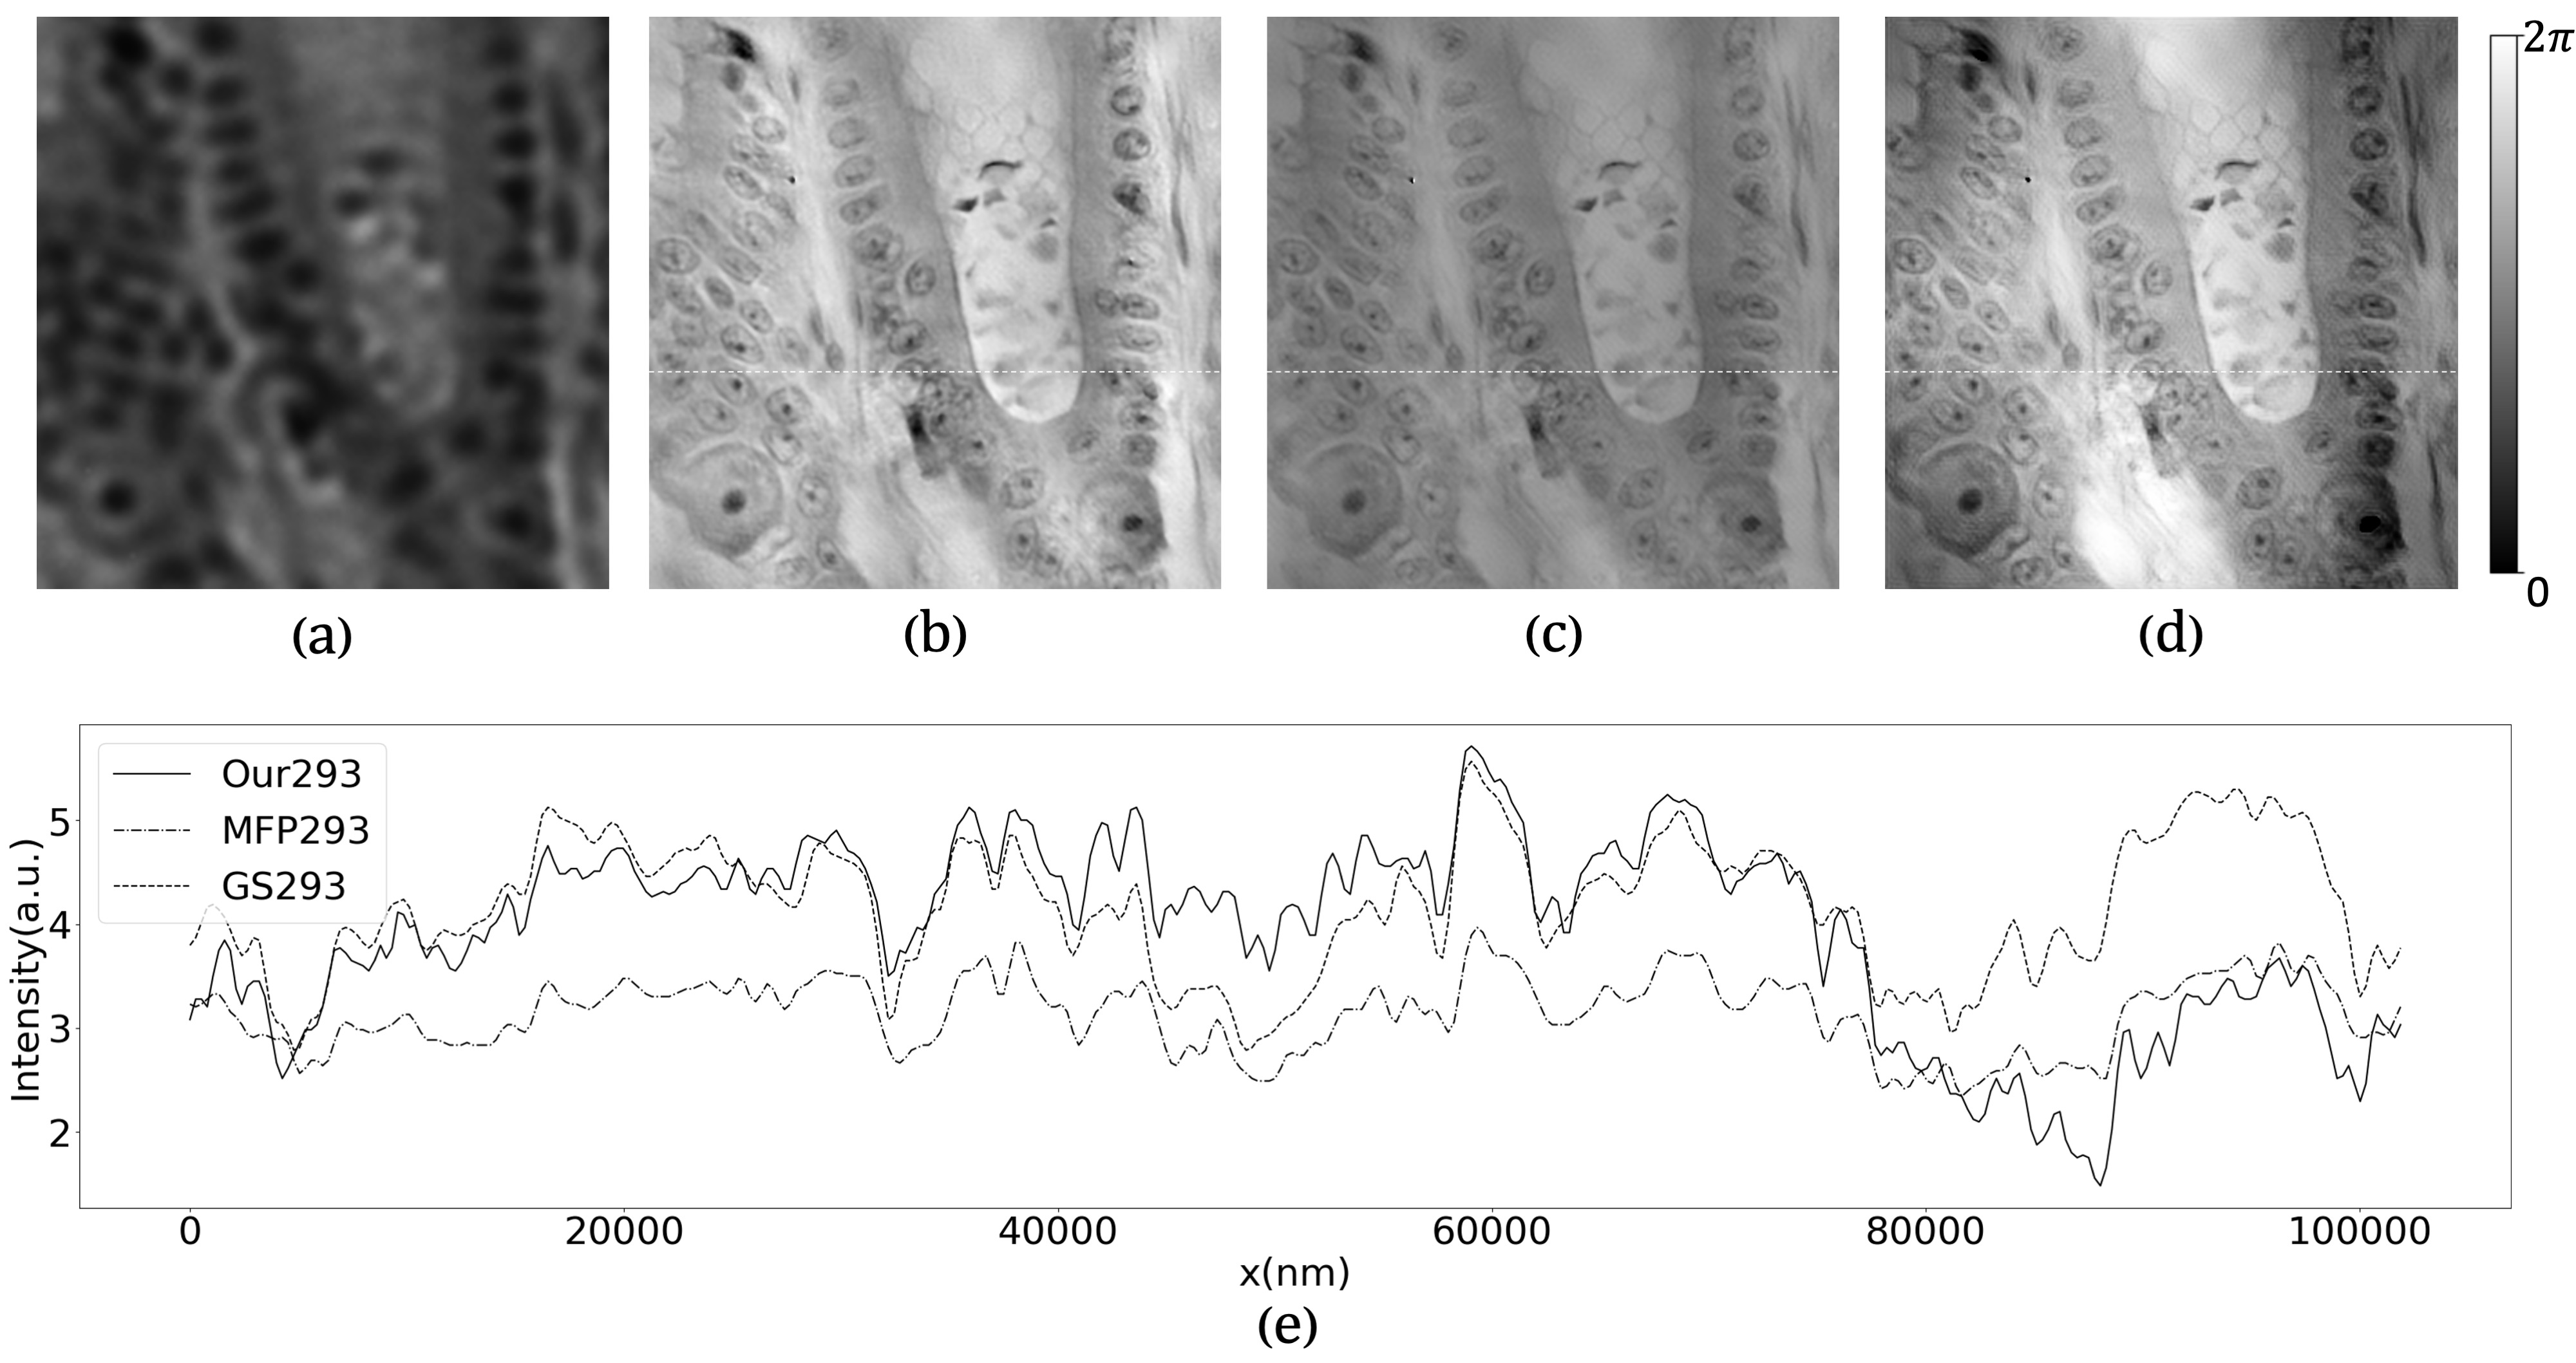 2π
0
(a)
(b)
(c)
(d)
Our293
MFP293
GS293
Intensity(a.u.)
5
4
3
2
0
20000
40000
60000
80000
100000
x(nm)
(e)